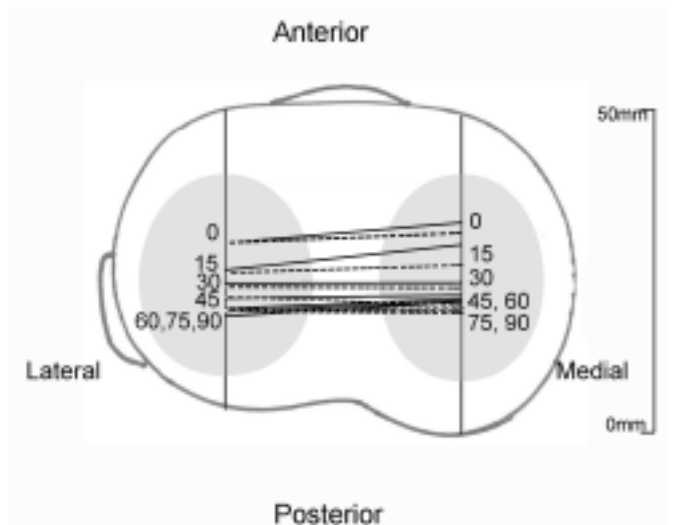 Anterior
50mm
0
0
15
15
30
30
45
45, 60
60,75,90
75, 90
Lateral
Medial
0mm
Posterior